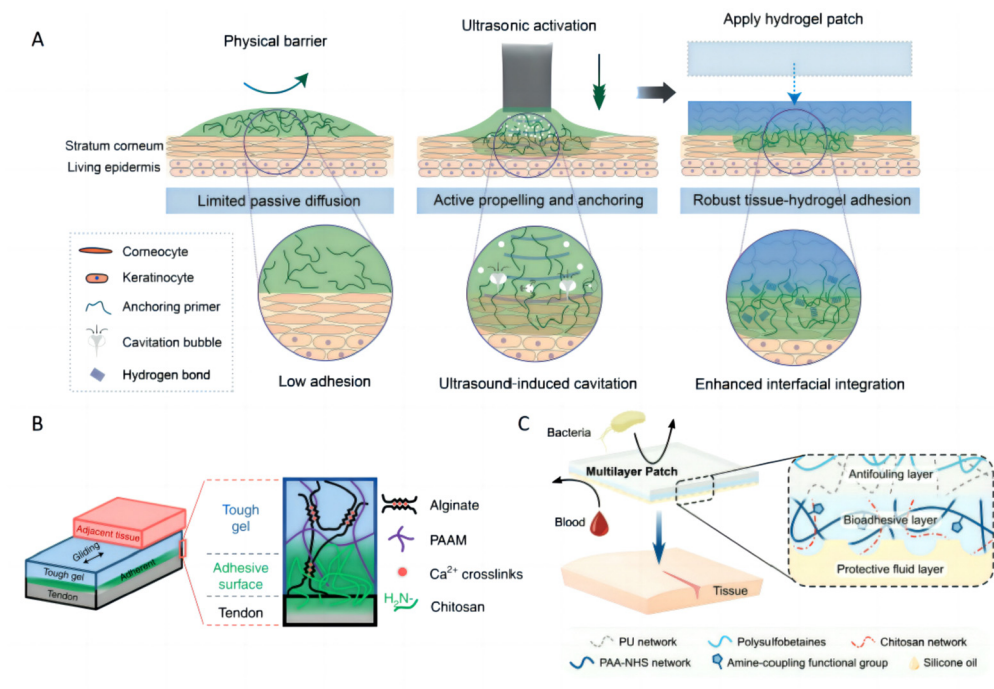 A
Physical barrier
Ultrasonic activation
Apply hydrogel patch
Stratum corneum
Living epidermis
Limited passive diffusion
Active propelling and anchoring
Robust tissue-hydrogel adhesion
Corneocyte
Keratinocyte
Anchoring primer
Cavitation bubble
Hydrogen bond
Low adhesion
Ultrasound-induced cavitation
Enhanced interfacial integration
B
Adjacent tissue
Gliding
Tough gel
Adherent
Tendon
Tough
gel
Adhesive
surface
Tendon
H₂N-
Alginate
PAAM
Ca²⁺ crosslinks
Chitosan
C
Bacteria
Multilayer Patch
Blood
Tissue
Antifouling layer
Bioadhesive layer
Protective fluid layer
PU network
Polysulfobetaines
Chitosan network
PAA-NHS network
Amine-coupling functional group
Silicone oil